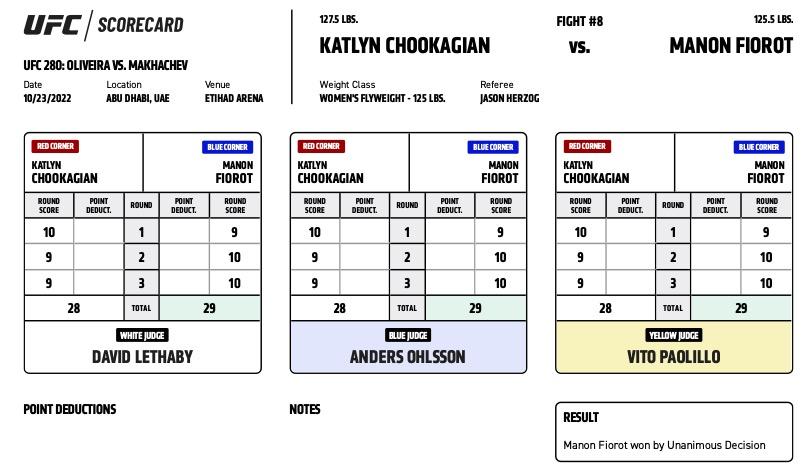 UFC / SCORECARD
UFC 280: OLIVEIRA VS. MAKHACHEV
Date Location Venue
10/23/2022 ABU DHABI, UAE ETIHAD ARENA
127.5 LBS. FIGHT #8 125.5 LBS.
KATLYN CHOOKAGIAN VS. MANON FIOROT
Weight Class Referee
WOMEN'S FLYWEIGHT - 125 LBS. JASON HERZOG
RED CORNER BLUE CORNER
KATLYN MANON
CHOOKAGIAN FIOROT
ROUND POINT ROUND POINT ROUND
SCORE DEDUCT. DEDUCT. SCORE
10 1 9
9 2 10
9 3 10
28 TOTAL 29
WHITE JUDGE
DAVID LETHABY
RED CORNER BLUE CORNER
KATLYN MANON
CHOOKAGIAN FIOROT
ROUND POINT ROUND POINT ROUND
SCORE DEDUCT. DEDUCT. SCORE
10 1 9
9 2 10
9 3 10
28 TOTAL 29
BLUE JUDGE
ANDERS OHLSSON
RED CORNER BLUE CORNER
KATLYN MANON
CHOOKAGIAN FIOROT
ROUND POINT ROUND POINT ROUND
SCORE DEDUCT. DEDUCT. SCORE
10 1 9
9 2 10
9 3 10
28 TOTAL 29
YELLOW JUDGE
VITO PAOLILLO
POINT DEDUCTIONS
NOTES
RESULT
Manon Fiorot won by Unanimous Decision